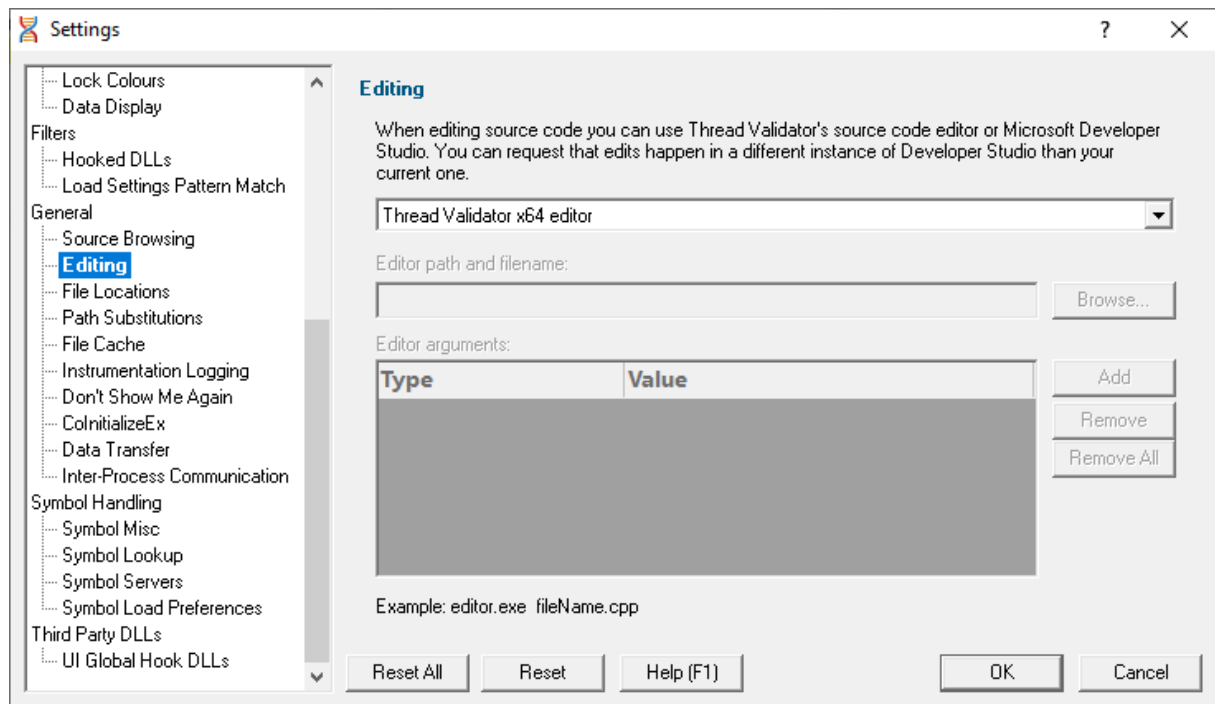 Settings
?
Lock Colours
Data Display
Filters
Hooked DLLs
Load Settings Pattern Match
General
Source Browsing
Editing
File Locations
Path Substitutions
File Cache
Instrumentation Logging
Don't Show Me Again
CoInitializeEx
Data Transfer
Inter-Process Communication
Symbol Handling
Symbol Misc
Symbol Lookup
Symbol Servers
Symbol Load Preferences
Third Party DLLs
UI Global Hook DLLs
Editing
When editing source code you can use Thread Validator's source code editor or Microsoft Developer
Studio. You can request that edits happen in a different instance of Developer Studio than your
current one.
Thread Validator x64 editor
Editor path and filename:
Browse...
Editor arguments:
Type Value
Add
Remove
Remove All
Example: editor.exe fileName.cpp
Reset All Reset Help (F1) OK Cancel